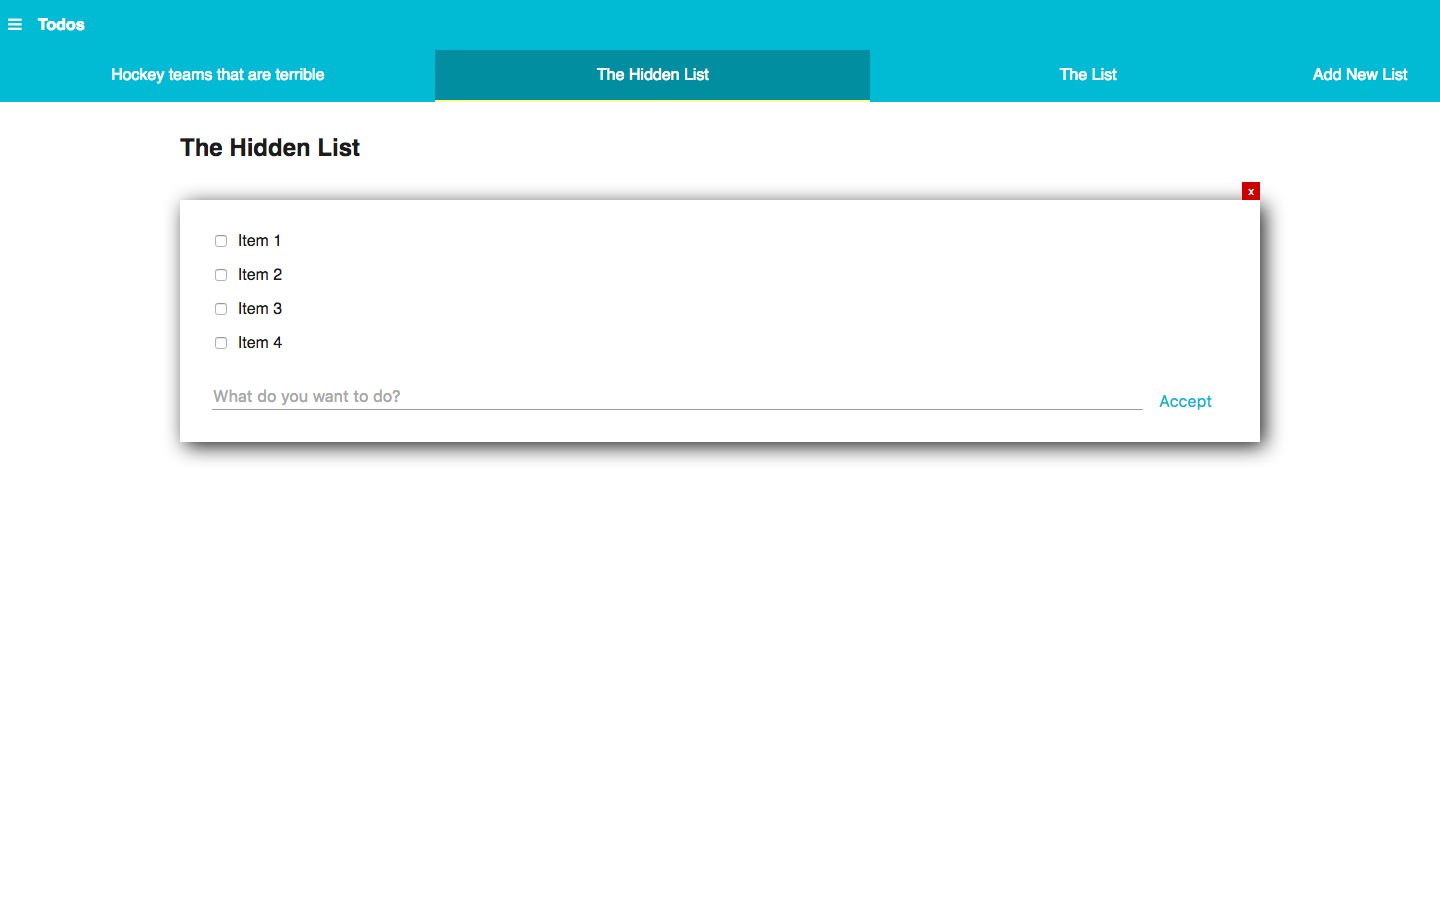 Todos
Hockey teams that are terrible
The Hidden List
The List
Add New List
The Hidden List
x
Item 1
Item 2
Item 3
Item 4
What do you want to do?
Accept